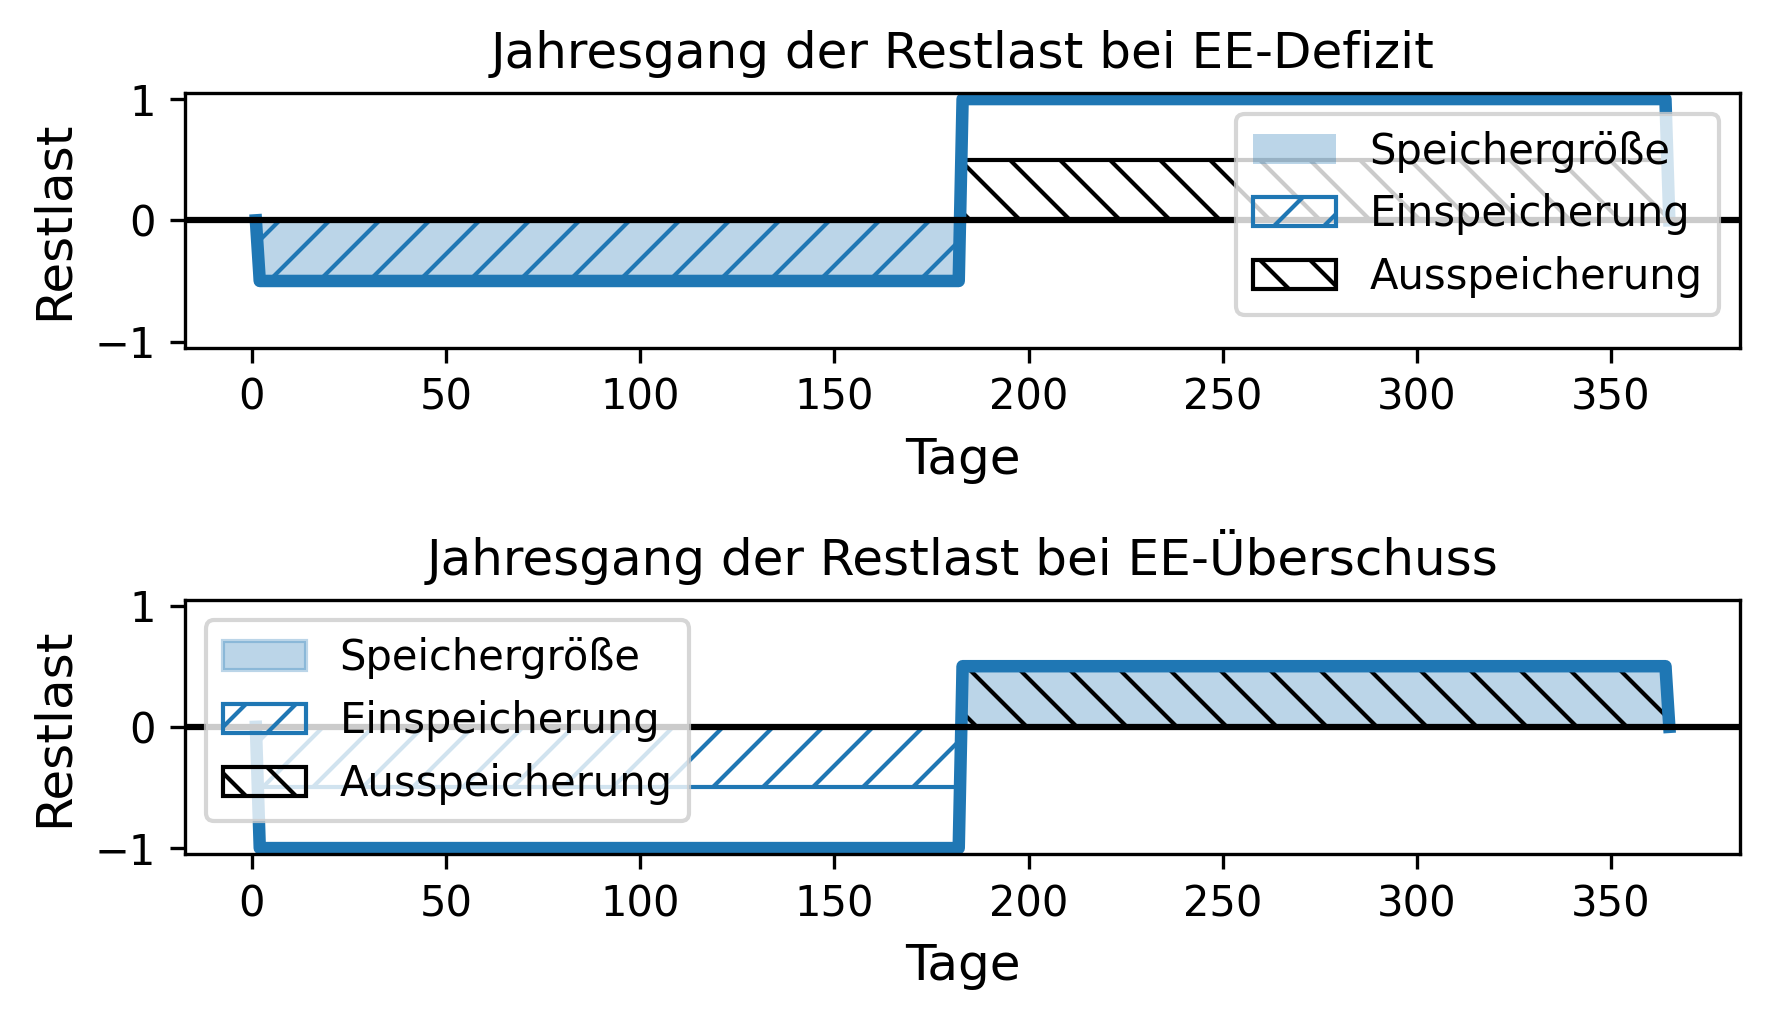 Jahresgang der Restlast bei EE-Defizit
Restlast
1
0
−1
Speichergröße
Einspeicherung
Ausspeicherung
0 50 100 150 200 250 300 350
Tage
Jahresgang der Restlast bei EE-Überschuss
Restlast
1
0
−1
Speichergröße
Einspeicherung
Ausspeicherung
0 50 100 150 200 250 300 350
Tage